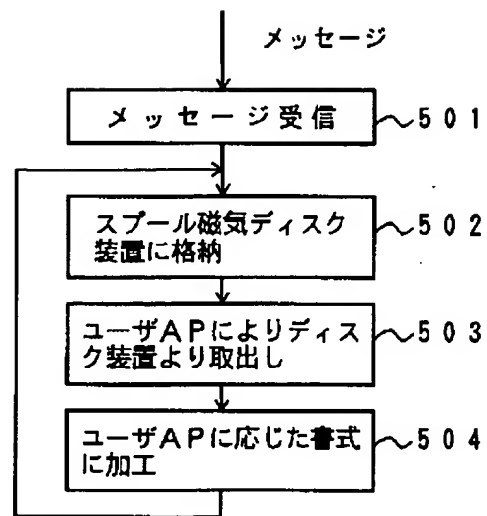 メッセージ
メッセージ受信
501
スプール磁気ディスク
装置に格納
502
ユーザAPによりディス
ク装置より取出し
503
ユーザAPに応じた書式
に加工
504